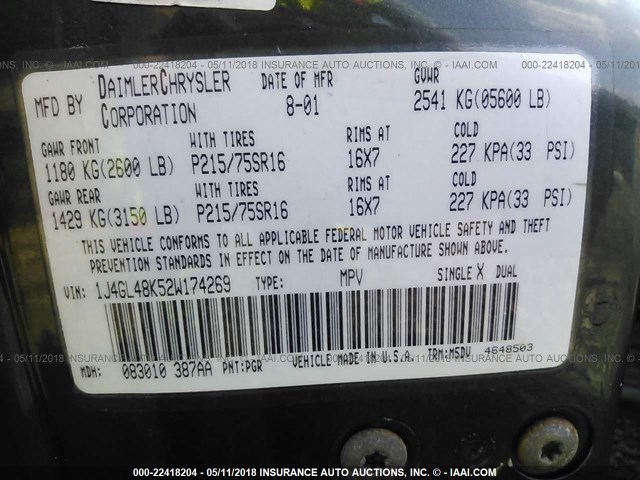 000-22418204 - 05/11/2018 INSURANCE AUTO AUCTIONS CORP. © - IAAI.COM
MFD BY DAIMLERCHRYSLER CORPORATION
DATE OF MFR 8-01
GVWR 2541 KG(05600 LB)
GAWR FRONT WITH TIRES RIMS AT COLD
1180 KG(2600 LB) P215/75SR16 16X7 227 KPA(33 PSI)
GAWR REAR WITH TIRES RIMS AT COLD
1429 KG(3150 LB) P215/75SR16 16X7 227 KPA(33 PSI)
THIS VEHICLE CONFORMS TO ALL APPLICABLE FEDERAL MOTOR VEHICLE SAFETY AND THEFT
PREVENTION STANDARDS IN EFFECT ON THE DATE OF MANUFACTURE SHOWN ABOVE.
VIN: 1J4GL48K52W174269 TYPE: MPV SINGLE X DUAL
MDH: 083010 387AA PNT:PGR VEHICLE MADE IN U.S.A. TRM:MSDV 4648503
000-22418204 - 05/11/2018 INSURANCE AUTO AUCTIONS CORP. © - IAAI.COM